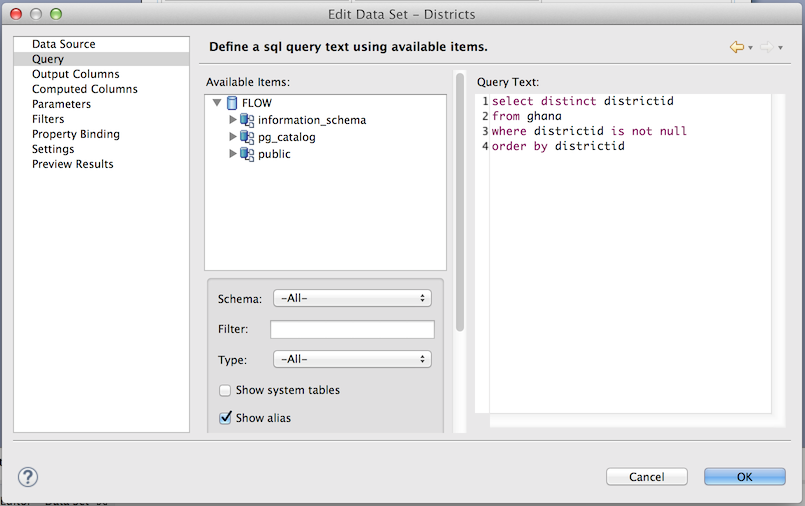 Edit Data Set – Districts
Data Source
Query
Output Columns
Computed Columns
Parameters
Filters
Property Binding
Settings
Preview Results
Define a sql query text using available items.
Available Items:
FLOW
information_schema
pg_catalog
public
Schema: -All-
Filter:
Type: -All-
Show system tables
Show alias
Query Text:
1 select distinct districtid
2 from ghana
3 where districtid is not null
4 order by districtid
Cancel
OK